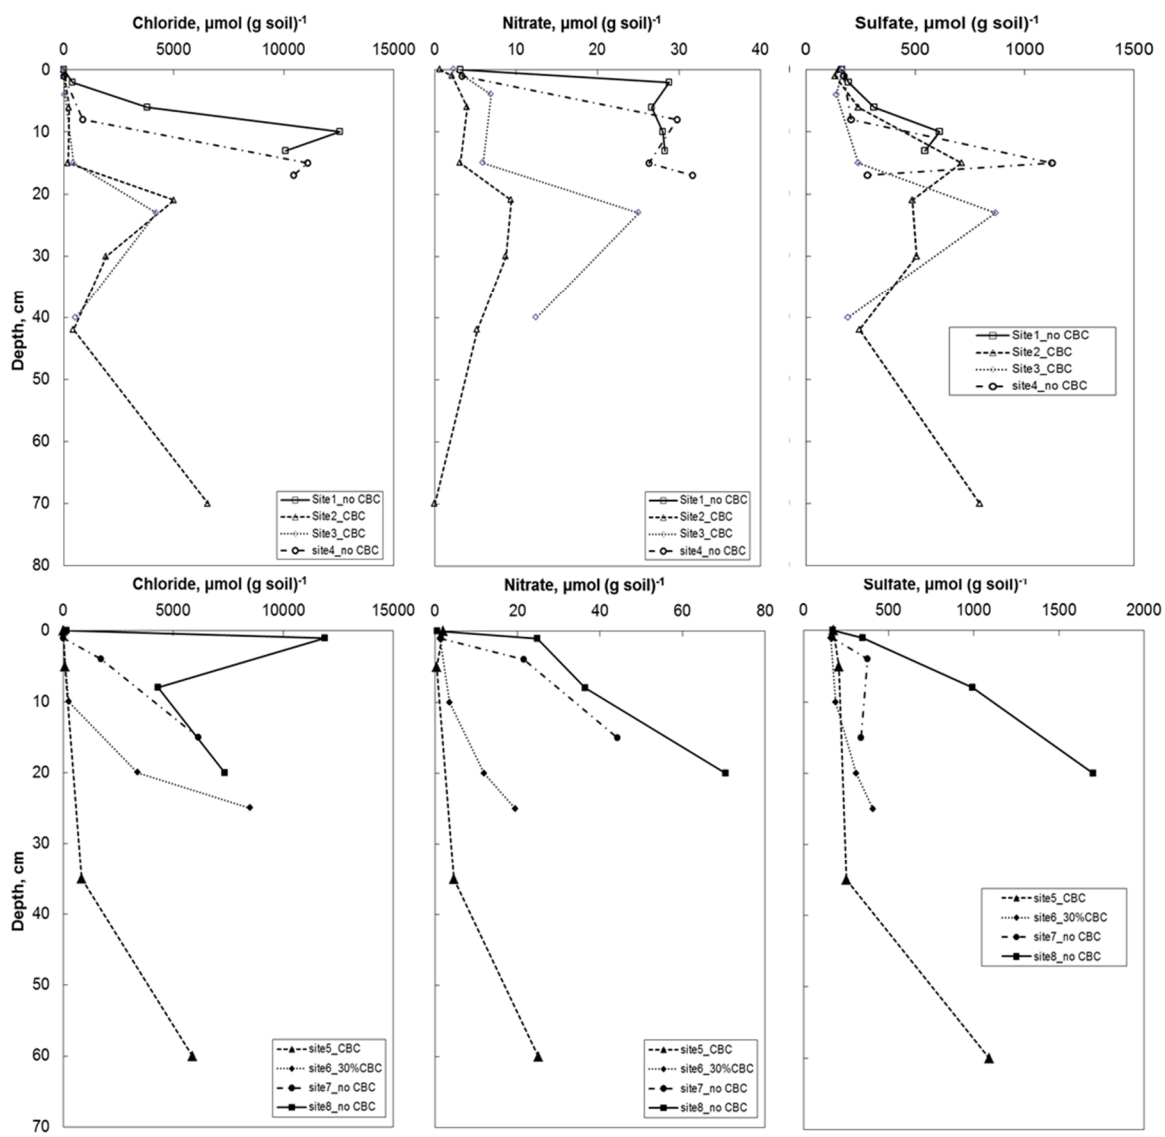 Chloride, µmol (g soil)-1
0 5000 10000 15000
0
10
20
30
40
50
60
70
80
Depth, cm
Site1_no CBC
Site2_CBC
Site3_CBC
site4_no CBC
Nitrate, µmol (g soil)-1
0 10 20 30 40
Site1_no CBC
Site2_CBC
Site3_CBC
site4_no CBC
Sulfate, µmol (g soil)-1
0 500 1000 1500
Site1_no CBC
Site2_CBC
Site3_CBC
site4_no CBC
Chloride, µmol (g soil)-1
0 5000 10000 15000
0
10
20
30
40
50
60
70
Depth, cm
site5_CBC
site6_30%CBC
site7_no CBC
site8_no CBC
Nitrate, µmol (g soil)-1
0 20 40 60 80
site5_CBC
site6_30%CBC
site7_no CBC
site8_no CBC
Sulfate, µmol (g soil)-1
0 500 1000 1500 2000
site5_CBC
site6_30%CBC
site7_no CBC
site8_no CBC